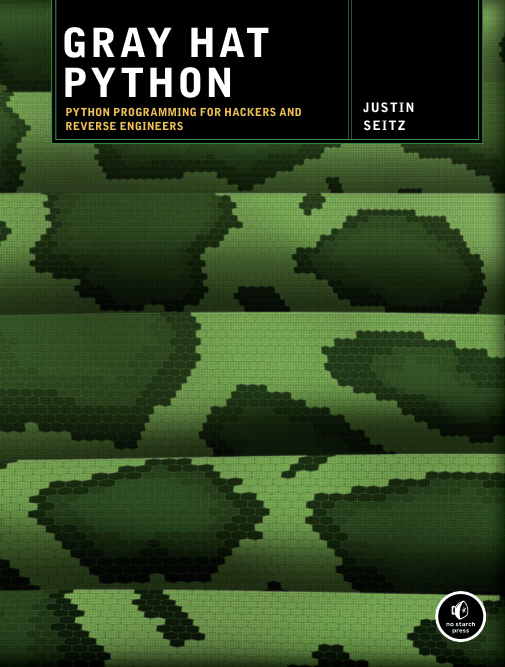 GRAY HAT
PYTHON
PYTHON PROGRAMMING FOR HACKERS AND
REVERSE ENGINEERS
JUSTIN
SEITZ
no starch
press